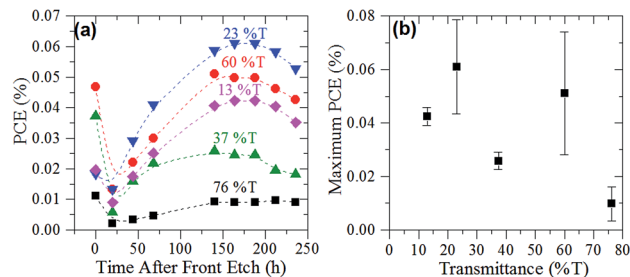 (a)
23 %T
60 %T
13 %T
37 %T
76 %T
0.07
0.06
0.05
0.04
0.03
0.02
0.01
0.00
PCE (%)
0 50 100 150 200 250
Time After Front Etch (h)
(b)
0.08
0.06
0.04
0.02
0.00
Maximum PCE (%)
0 10 20 30 40 50 60 70 80
Transmittance (%T)